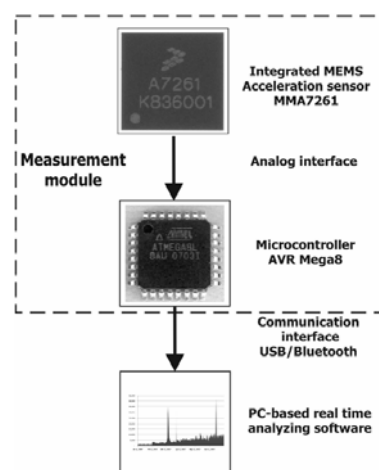 A7261
K836001
Integrated MEMS
Acceleration sensor
MMA7261
Measurement
module
Analog interface
ATMEGA8L
8AU 0703I
Microcontroller
AVR Mega8
Communication
interface
USB/Bluetooth
PC-based real time
analyzing software